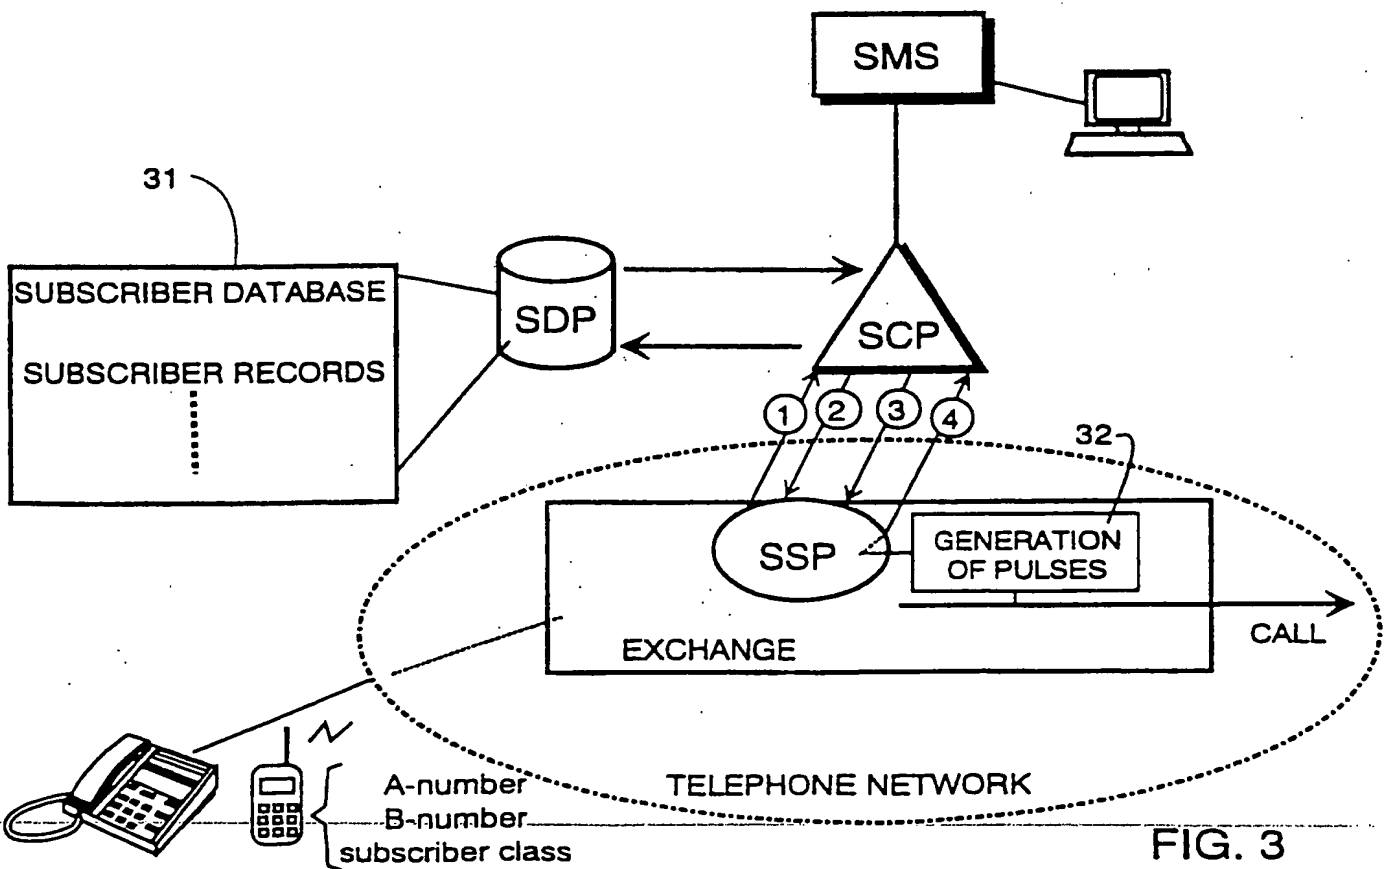 SMS
31
SUBSCRIBER DATABASE
SUBSCRIBER RECORDS
SDP
SCP
1
2
3
4
32
SSP
GENERATION
OF PULSES
CALL
EXCHANGE
TELEPHONE NETWORK
A-number
B-number
subscriber class
FIG. 3